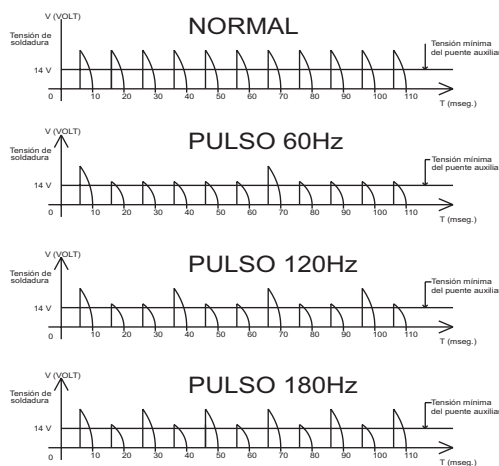 NORMAL
V (VOLT)
Tensión de
soldadura
14 V
0
10 20 30 40 50 60 70 80 90 100 110
T (mseg.)
Tensión mínima
del puente auxiliar
PULSO 60Hz
V (VOLT)
Tensión de
soldadura
14 V
0
10 20 30 40 50 60 70 80 90 100 110
T (mseg.)
Tensión mínima
del puente auxiliar
PULSO 120Hz
V (VOLT)
Tensión de
soldadura
14 V
0
10 20 30 40 50 60 70 80 90 100 110
T (mseg.)
Tensión mínima
del puente auxiliar
PULSO 180Hz
V (VOLT)
Tensión de
soldadura
14 V
0
10 20 30 40 50 60 70 80 90 100 110
T (mseg.)
Tensión mínima
del puente auxiliar